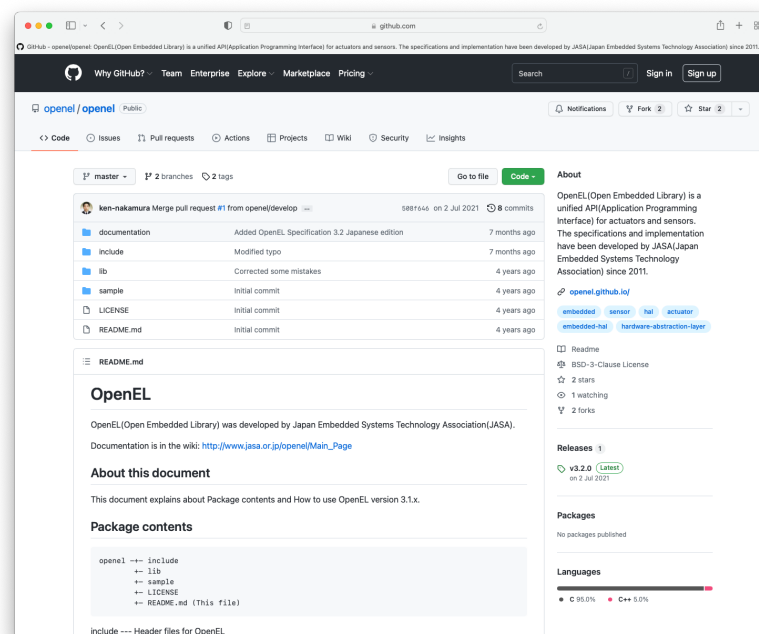 github.com
GitHub - openel/openel: OpenEL(Open Embedded Library) is a unified API(Application Programming Interface) for actuators and sensors. The specifications and implementation have been developed by JASA(Japan Embedded Systems Technology Association) since 2011.
Why GitHub? Team Enterprise Explore Marketplace Pricing Search / Sign in Sign up
openel / openel Public Notifications Fork 2 Star 2
<> Code Issues Pull requests Actions Projects Wiki Security Insights
master 2 branches 2 tags Go to file Code
ken-nakamura Merge pull request #1 from openel/develop ... 508f646 on 2 Jul 2021 8 commits
documentation Added OpenEL Specification 3.2 Japanese edition 7 months ago
include Modified typo 7 months ago
lib Corrected some mistakes 4 years ago
sample Initial commit 4 years ago
LICENSE Initial commit 4 years ago
README.md Initial commit 4 years ago
README.md
OpenEL
OpenEL(Open Embedded Library) was developed by Japan Embedded Systems Technology Association(JASA).
Documentation is in the wiki: http://www.jasa.or.jp/openel/Main_Page
About this document
This document explains about Package contents and How to use OpenEL version 3.1.x.
Package contents
openel -+- include
+- lib
+- sample
+- LICENSE
+- README.md (This file)
include --- Header files for OpenEL
About
OpenEL(Open Embedded Library) is a
unified API(Application Programming
Interface) for actuators and sensors.
The specifications and implementation
have been developed by JASA(Japan
Embedded Systems Technology
Association) since 2011.
openel.github.io/
embedded sensor hal actuator
embedded-hal hardware-abstraction-layer
Readme
BSD-3-Clause License
2 stars
1 watching
2 forks
Releases 1
v3.2.0 Latest
on 2 Jul 2021
Packages
No packages published
Languages
C 95.0% C++ 5.0%